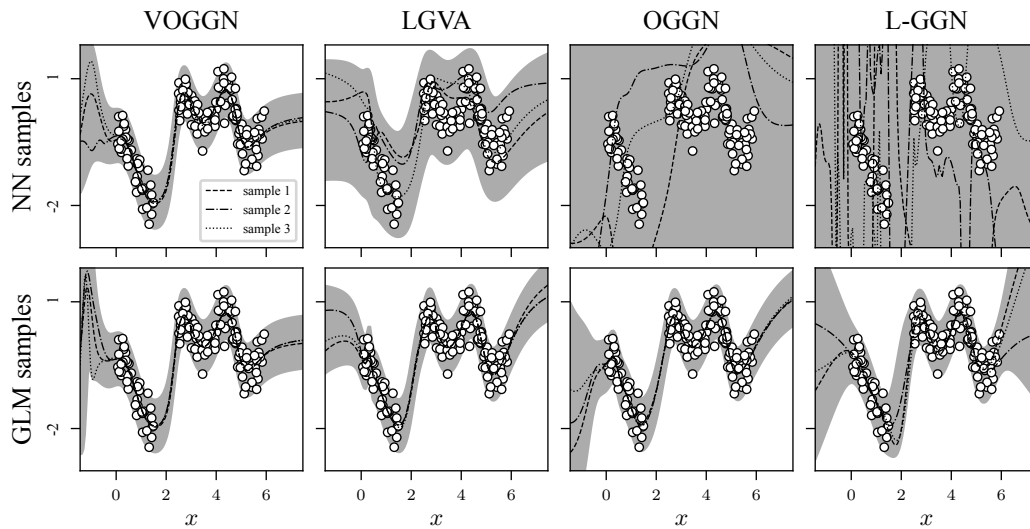 VOGGN LGVA OGGN L-GGN
NN samples
1
-2
sample 1
sample 2
sample 3
GLM samples
1
-2
0 2 4 6 0 2 4 6 0 2 4 6 0 2 4 6
x x x x